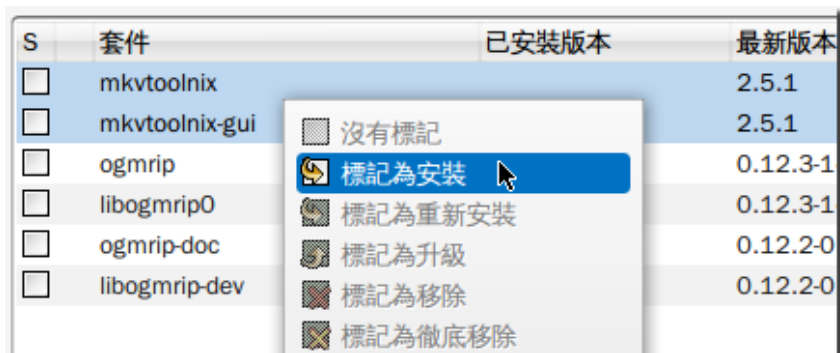 S 套件 已安裝版本 最新版本
mkvtoolnix 2.5.1
mkvtoolnix-gui 2.5.1
沒有標記
ogmrip 0.12.3-1
標記為安裝
libogmrip0 0.12.3-1
標記為重新安裝
ogmrip-doc 0.12.2-0
標記為升級
libogmrip-dev 0.12.2-0
標記為移除
標記為徹底移除